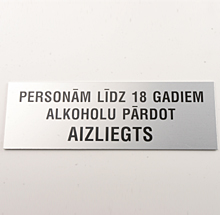 PERSONĀM LĪDZ 18 GADIEM
ALKOHOLU PĀRDOT
AIZLIEGTS